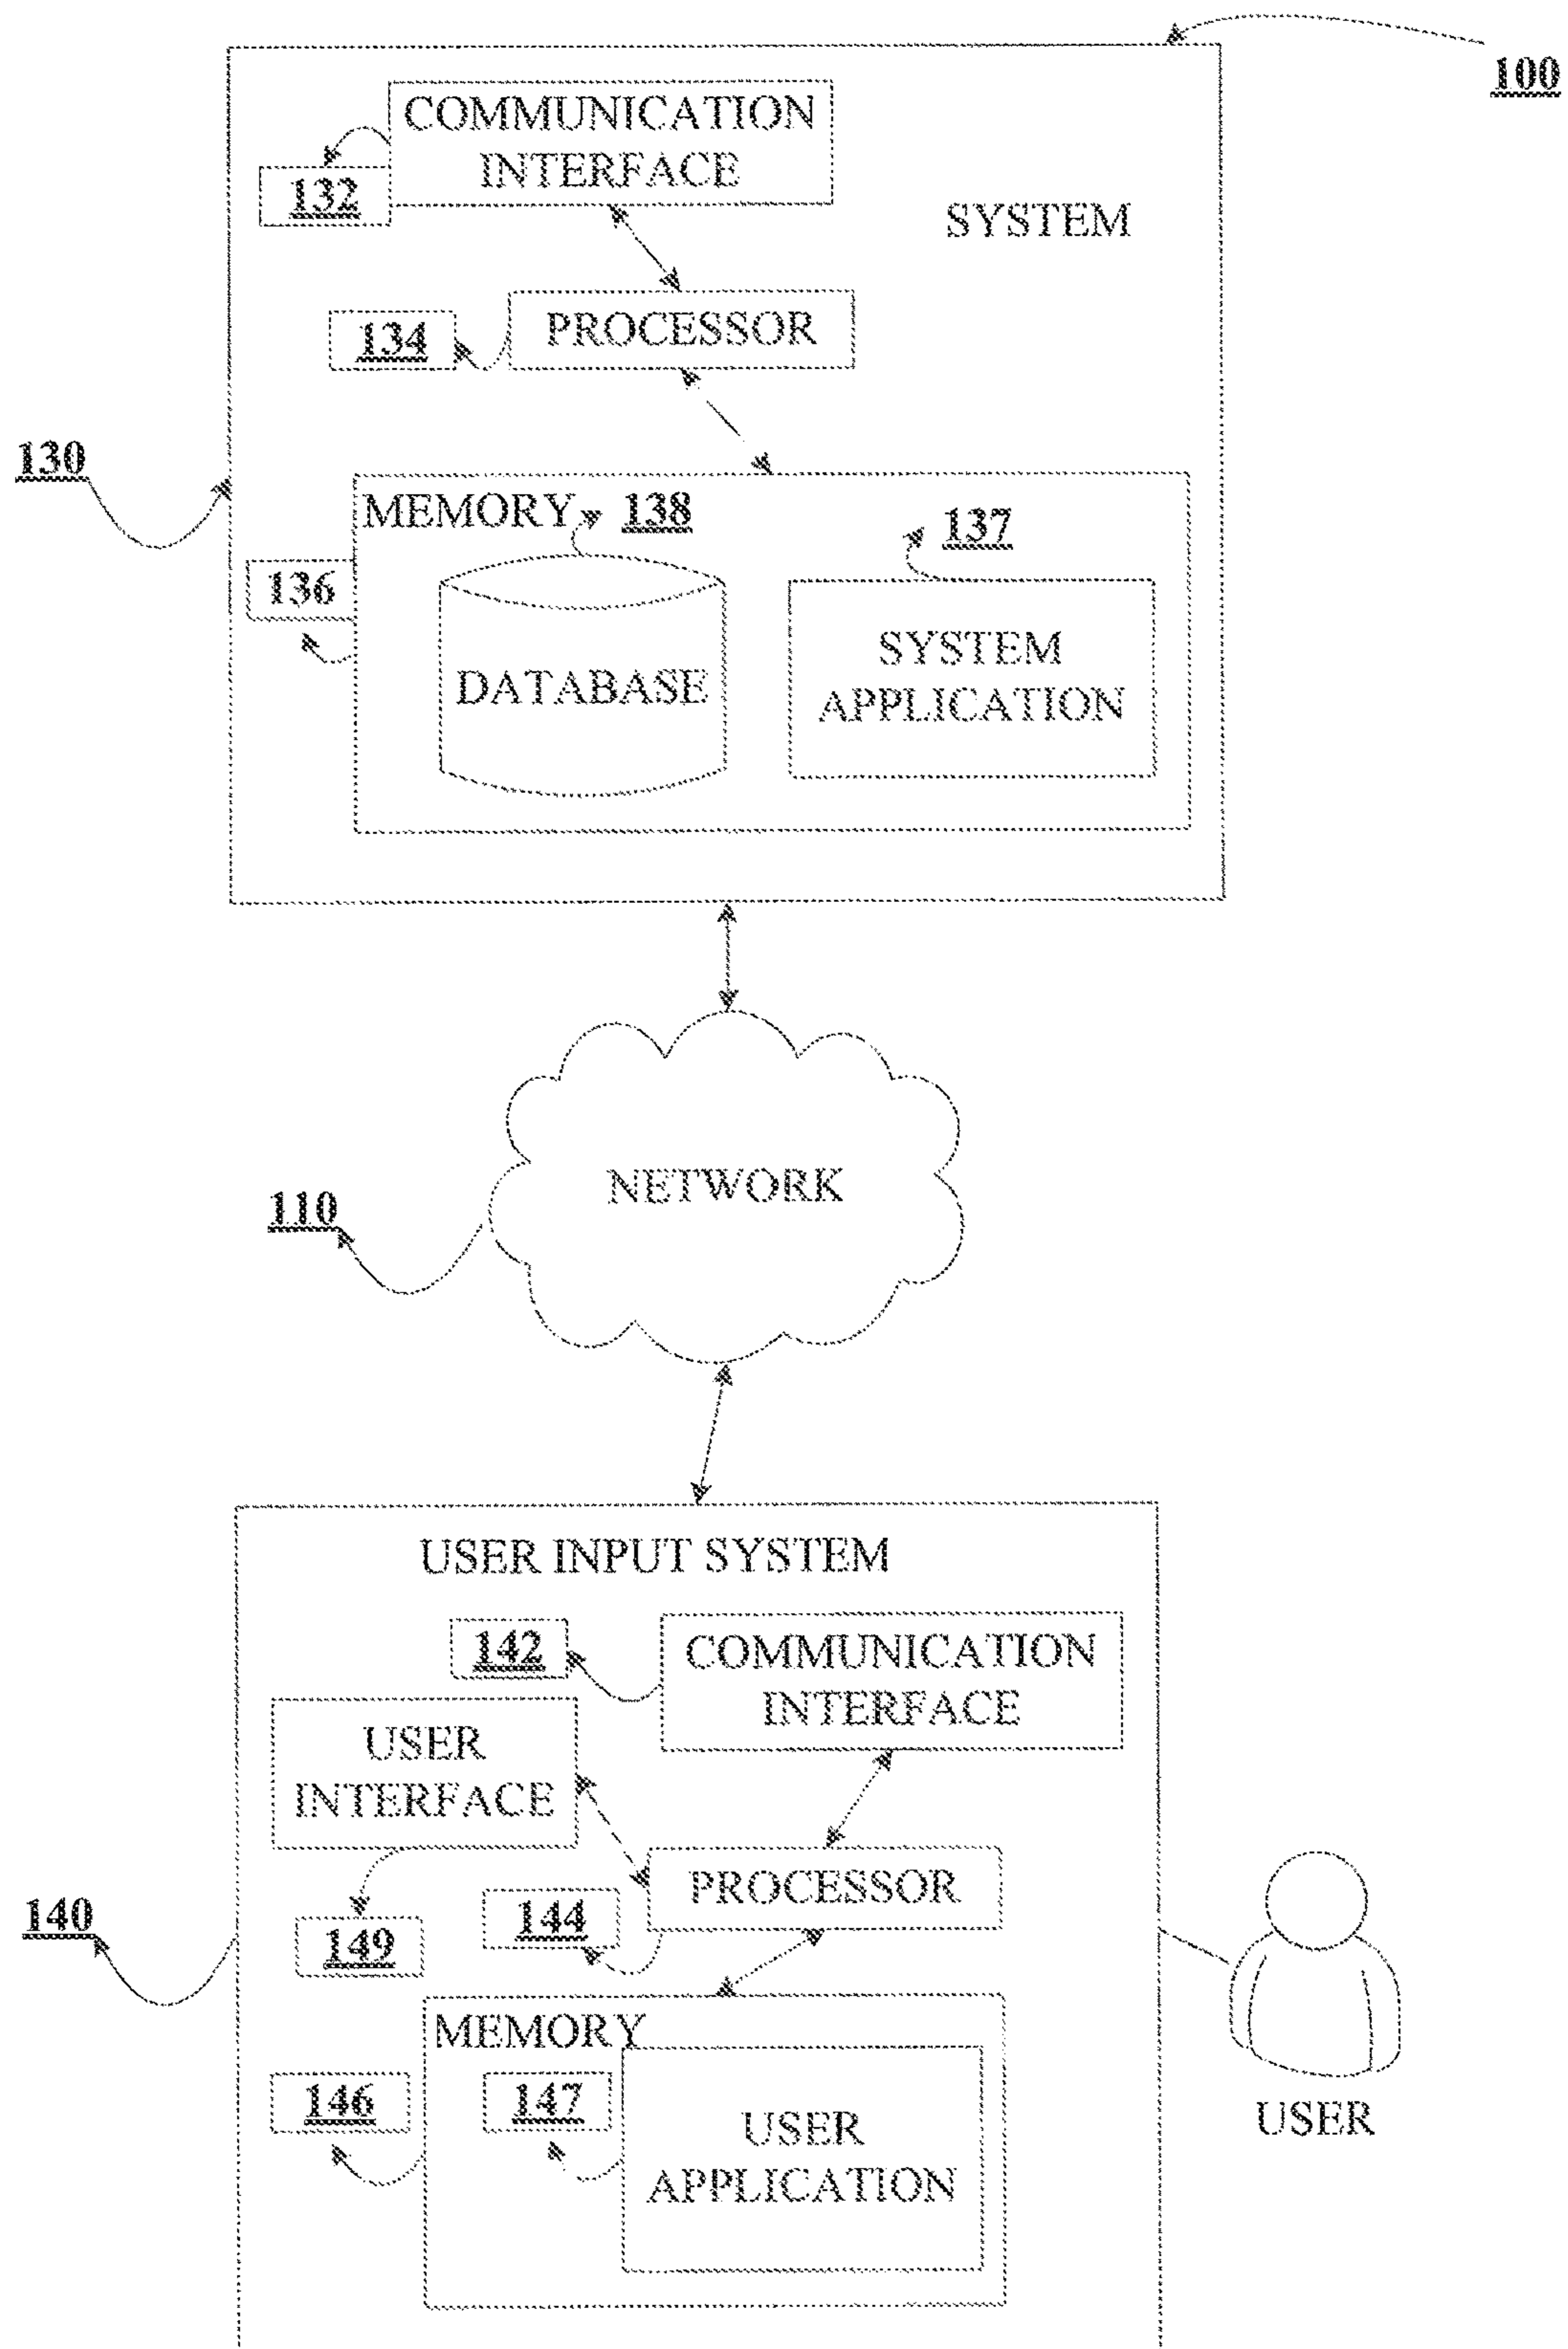 100
COMMUNICATION
INTERFACE
132
SYSTEM
PROCESSOR
134
130
MEMORY
138
137
136
SYSTEM
APPLICATION
DATABASE
NETWORK
110
USER INPUT SYSTEM
142
COMMUNICATION
INTERFACE
USER
INTERFACE
PROCESSOR
144
140
149
MEMORY
146
147
USER
APPLICATION
USER